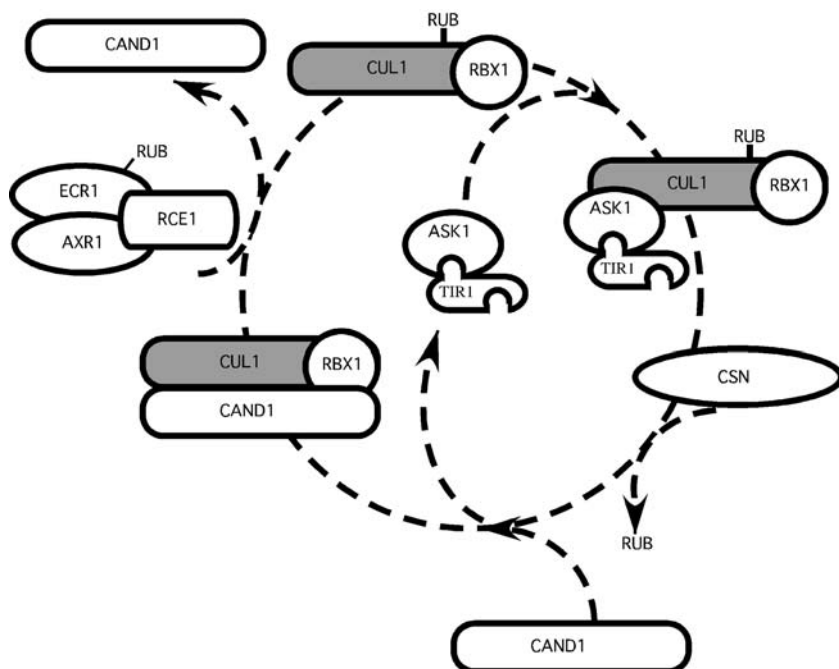 RUB
CAND1
CUL1
RBX1
RUB
RUB
ECR1
RCE1
CUL1
RBX1
ASK1
AXR1
ASK1
TIR1
TIR1
CUL1
RBX1
CSN
CAND1
RUB
CAND1